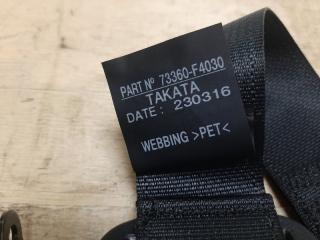 PART Nº 73360-F4030
TAKATA
DATE: 230316
WEBBING >PET<